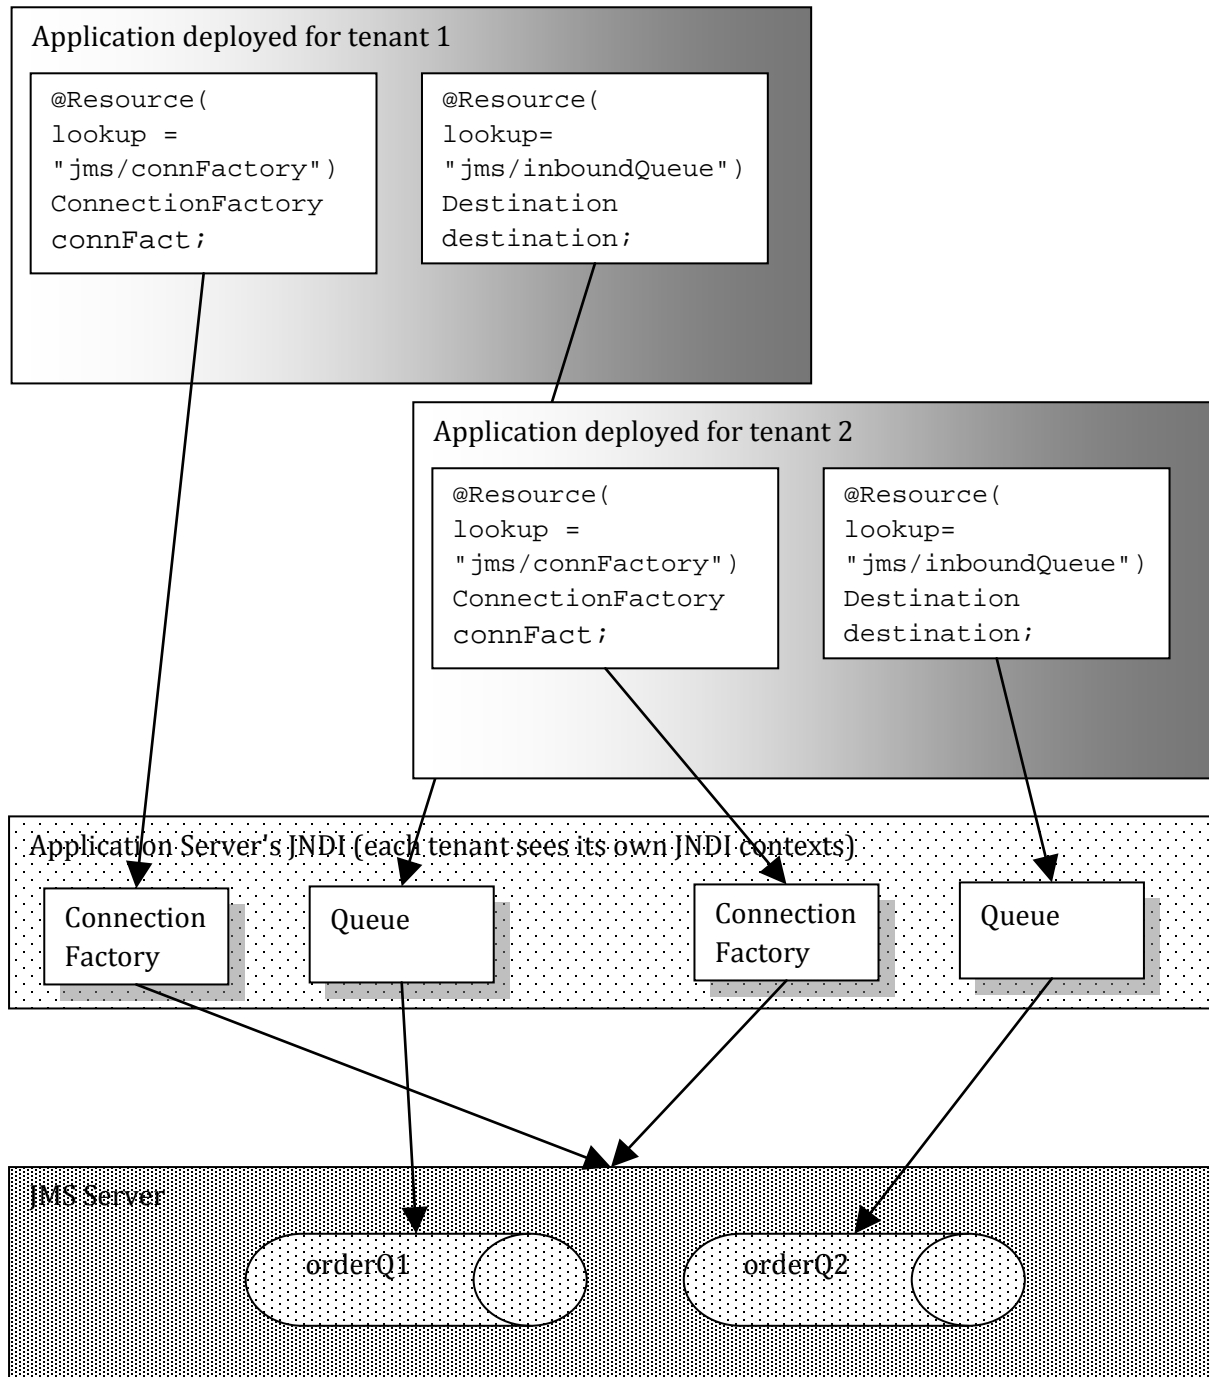 Application deployed for tenant 1
@Resource(
lookup =
"jms/connFactory")
ConnectionFactory
connFact;
@Resource(
lookup=
"jms/inboundQueue")
Destination
destination;
Application deployed for tenant 2
@Resource(
lookup =
"jms/connFactory")
ConnectionFactory
connFact;
@Resource(
lookup=
"jms/inboundQueue")
Destination
destination;
Application Server's JNDI (each tenant sees its own JNDI contexts)
Connection
Factory
Queue
Connection
Factory
Queue
JMS Server
orderQ1
orderQ2